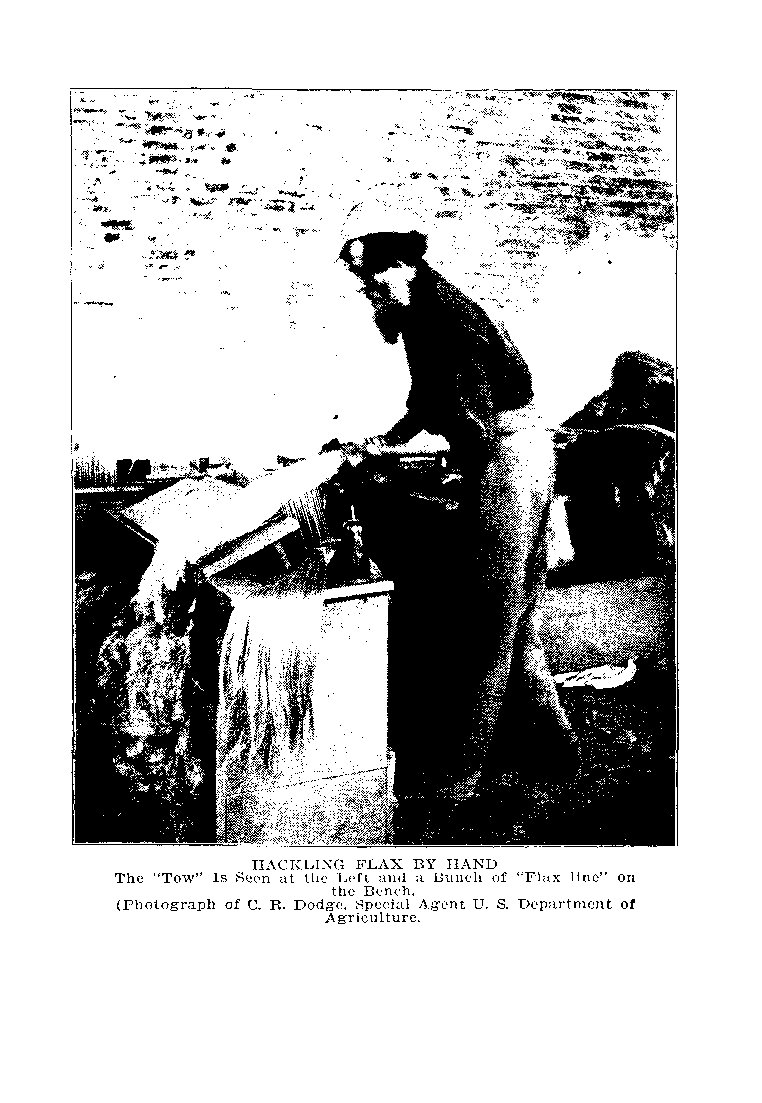 HACKLING FLAX BY HAND
The "Tow" Is Seen at the Left and a Bunch of "Flax line" on
the Bench.
(Photograph of C. R. Dodge, Special Agent U. S. Department of
Agriculture.